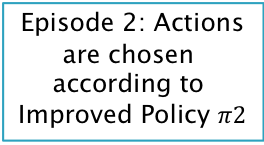 Episode 2: Actions
are chosen
according to
Improved Policy 𝜋2